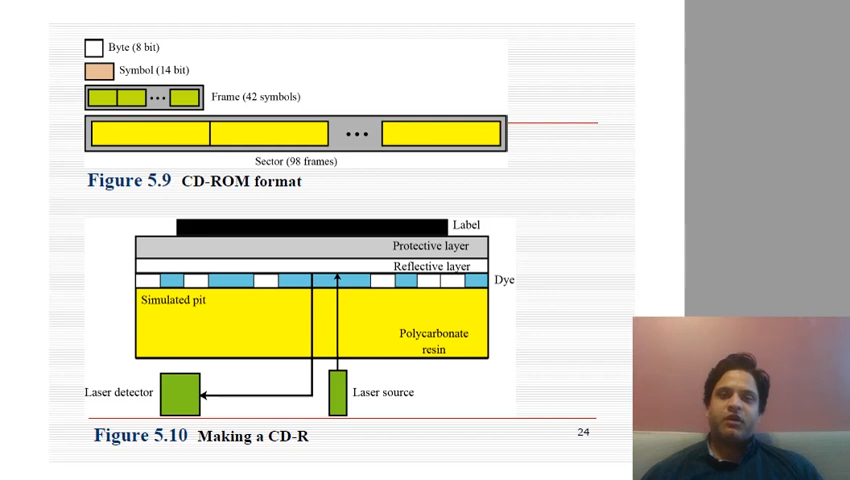 Byte (8 bit)
Symbol (14 bit)
Frame (42 symbols)
Sector (98 frames)
Figure 5.9 CD-ROM format
Label
Protective layer
Reflective layer
Dye
Simulated pit
Polycarbonate
resin
Laser detector
Laser source
Figure 5.10 Making a CD-R
24